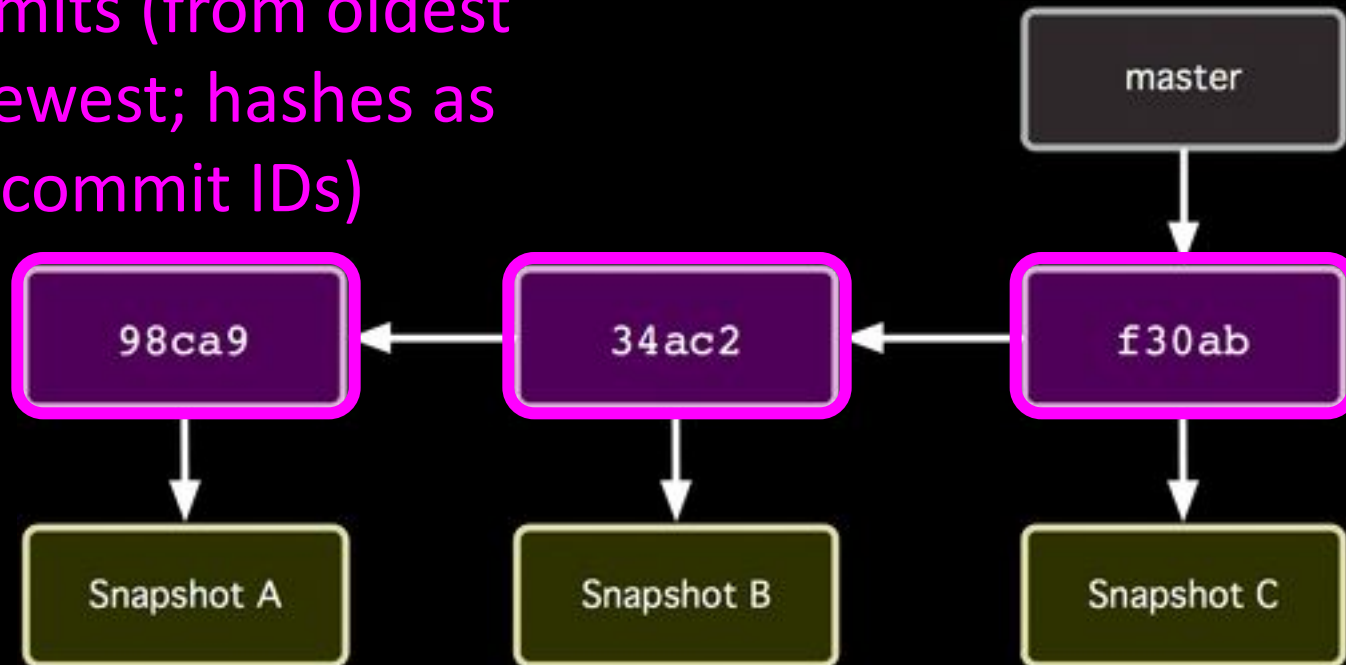 mits (from oldest
ewest; hashes as
commit IDs)
master
98ca9
34ac2
f30ab
Snapshot A
Snapshot B
Snapshot C